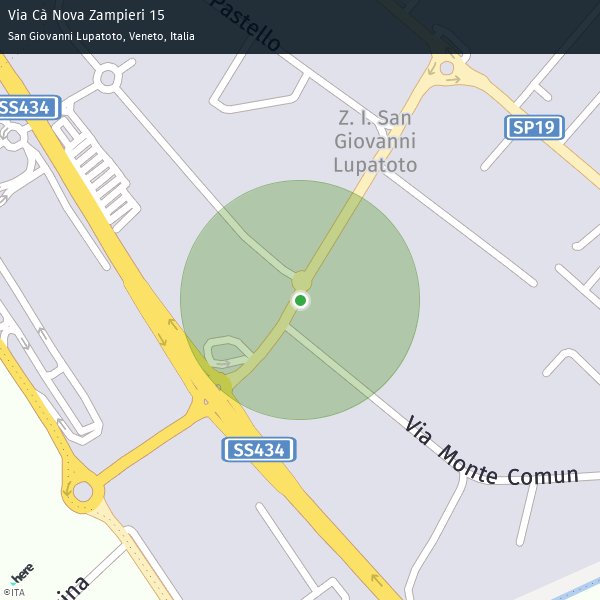 Via Cà Nova Zampieri 15
San Giovanni Lupatoto, Veneto, Italia
Pastello
SS434
SP19
Z. I. San
Giovanni
Lupatoto
Via Monte Comun
SS434
ina
here
©ITA